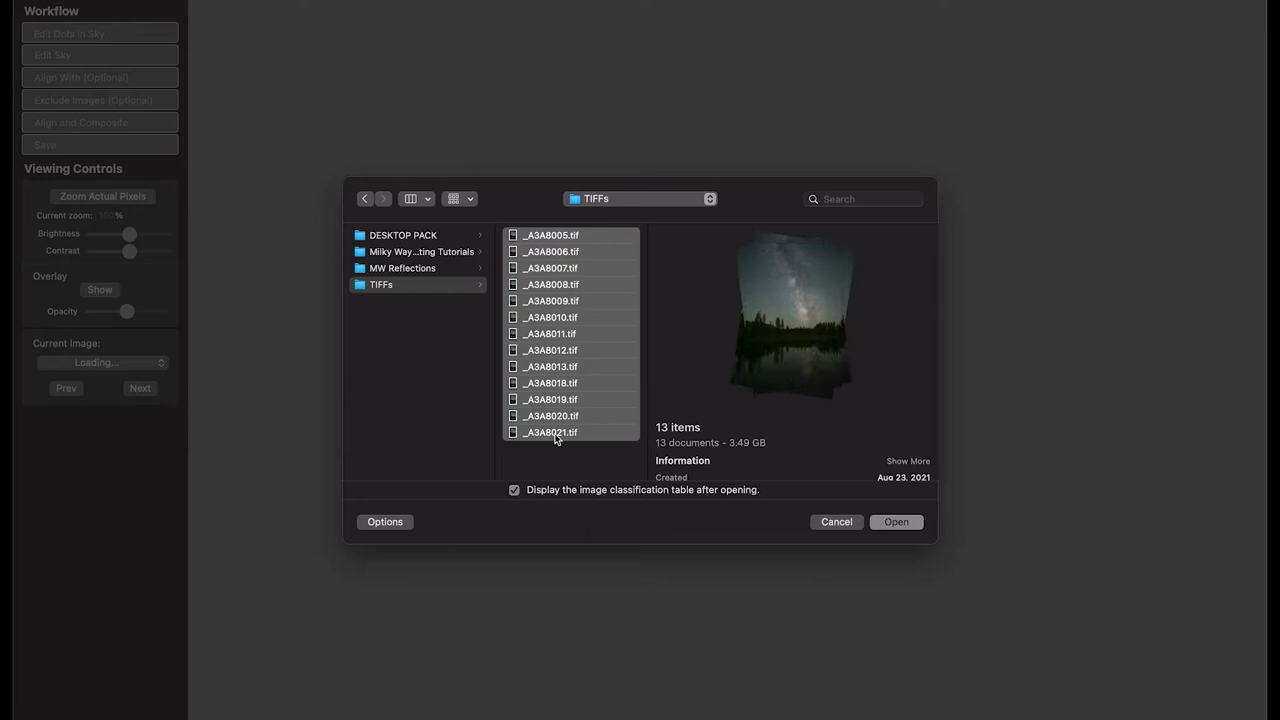 Workflow
Edit Dots in Sky
Edit Sky
Align With (Optional)
Exclude Images (Optional)
Align and Composite
Save
Viewing Controls
Zoom Actual Pixels
Current zoom: 100 %
Brightness
Contrast
Overlay
Show
Opacity
Current Image:
Loading...
Prev Next
TIFFs
Search
DESKTOP PACK
Milky Way...ting Tutorials
MW Reflections
TIFFs
_A3A8005.tif
_A3A8006.tif
_A3A8007.tif
_A3A8008.tif
_A3A8009.tif
_A3A8010.tif
_A3A8011.tif
_A3A8012.tif
_A3A8013.tif
_A3A8018.tif
_A3A8019.tif
_A3A8020.tif
_A3A8021.tif
13 items
13 documents - 3.49 GB
Information Show More
Created Aug 23, 2021
Display the image classification table after opening.
Options Cancel Open